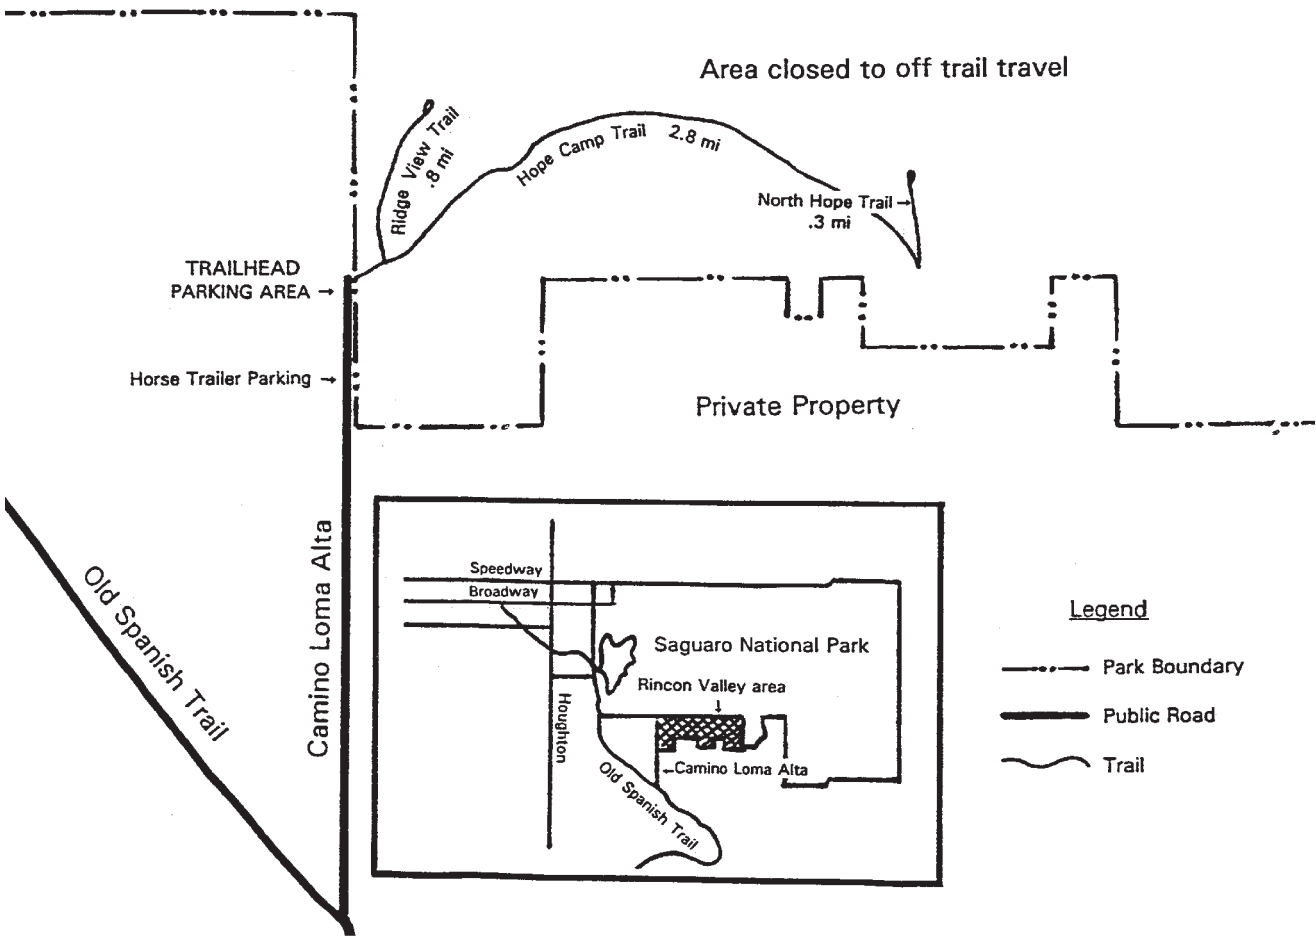 Area closed to off trail travel
Ridge View Trail
.8 mi
Hope Camp Trail 2.8 mi
North Hope Trail →
.3 mi
TRAILHEAD
PARKING AREA →
Horse Trailer Parking →
Private Property
Camino Loma Alta
Old Spanish Trail
Speedway
Broadway
Saguaro National Park
Rincon Valley area
Houghton
←Camino Loma Alta
Old Spanish Trail
Legend
Park Boundary
Public Road
Trail